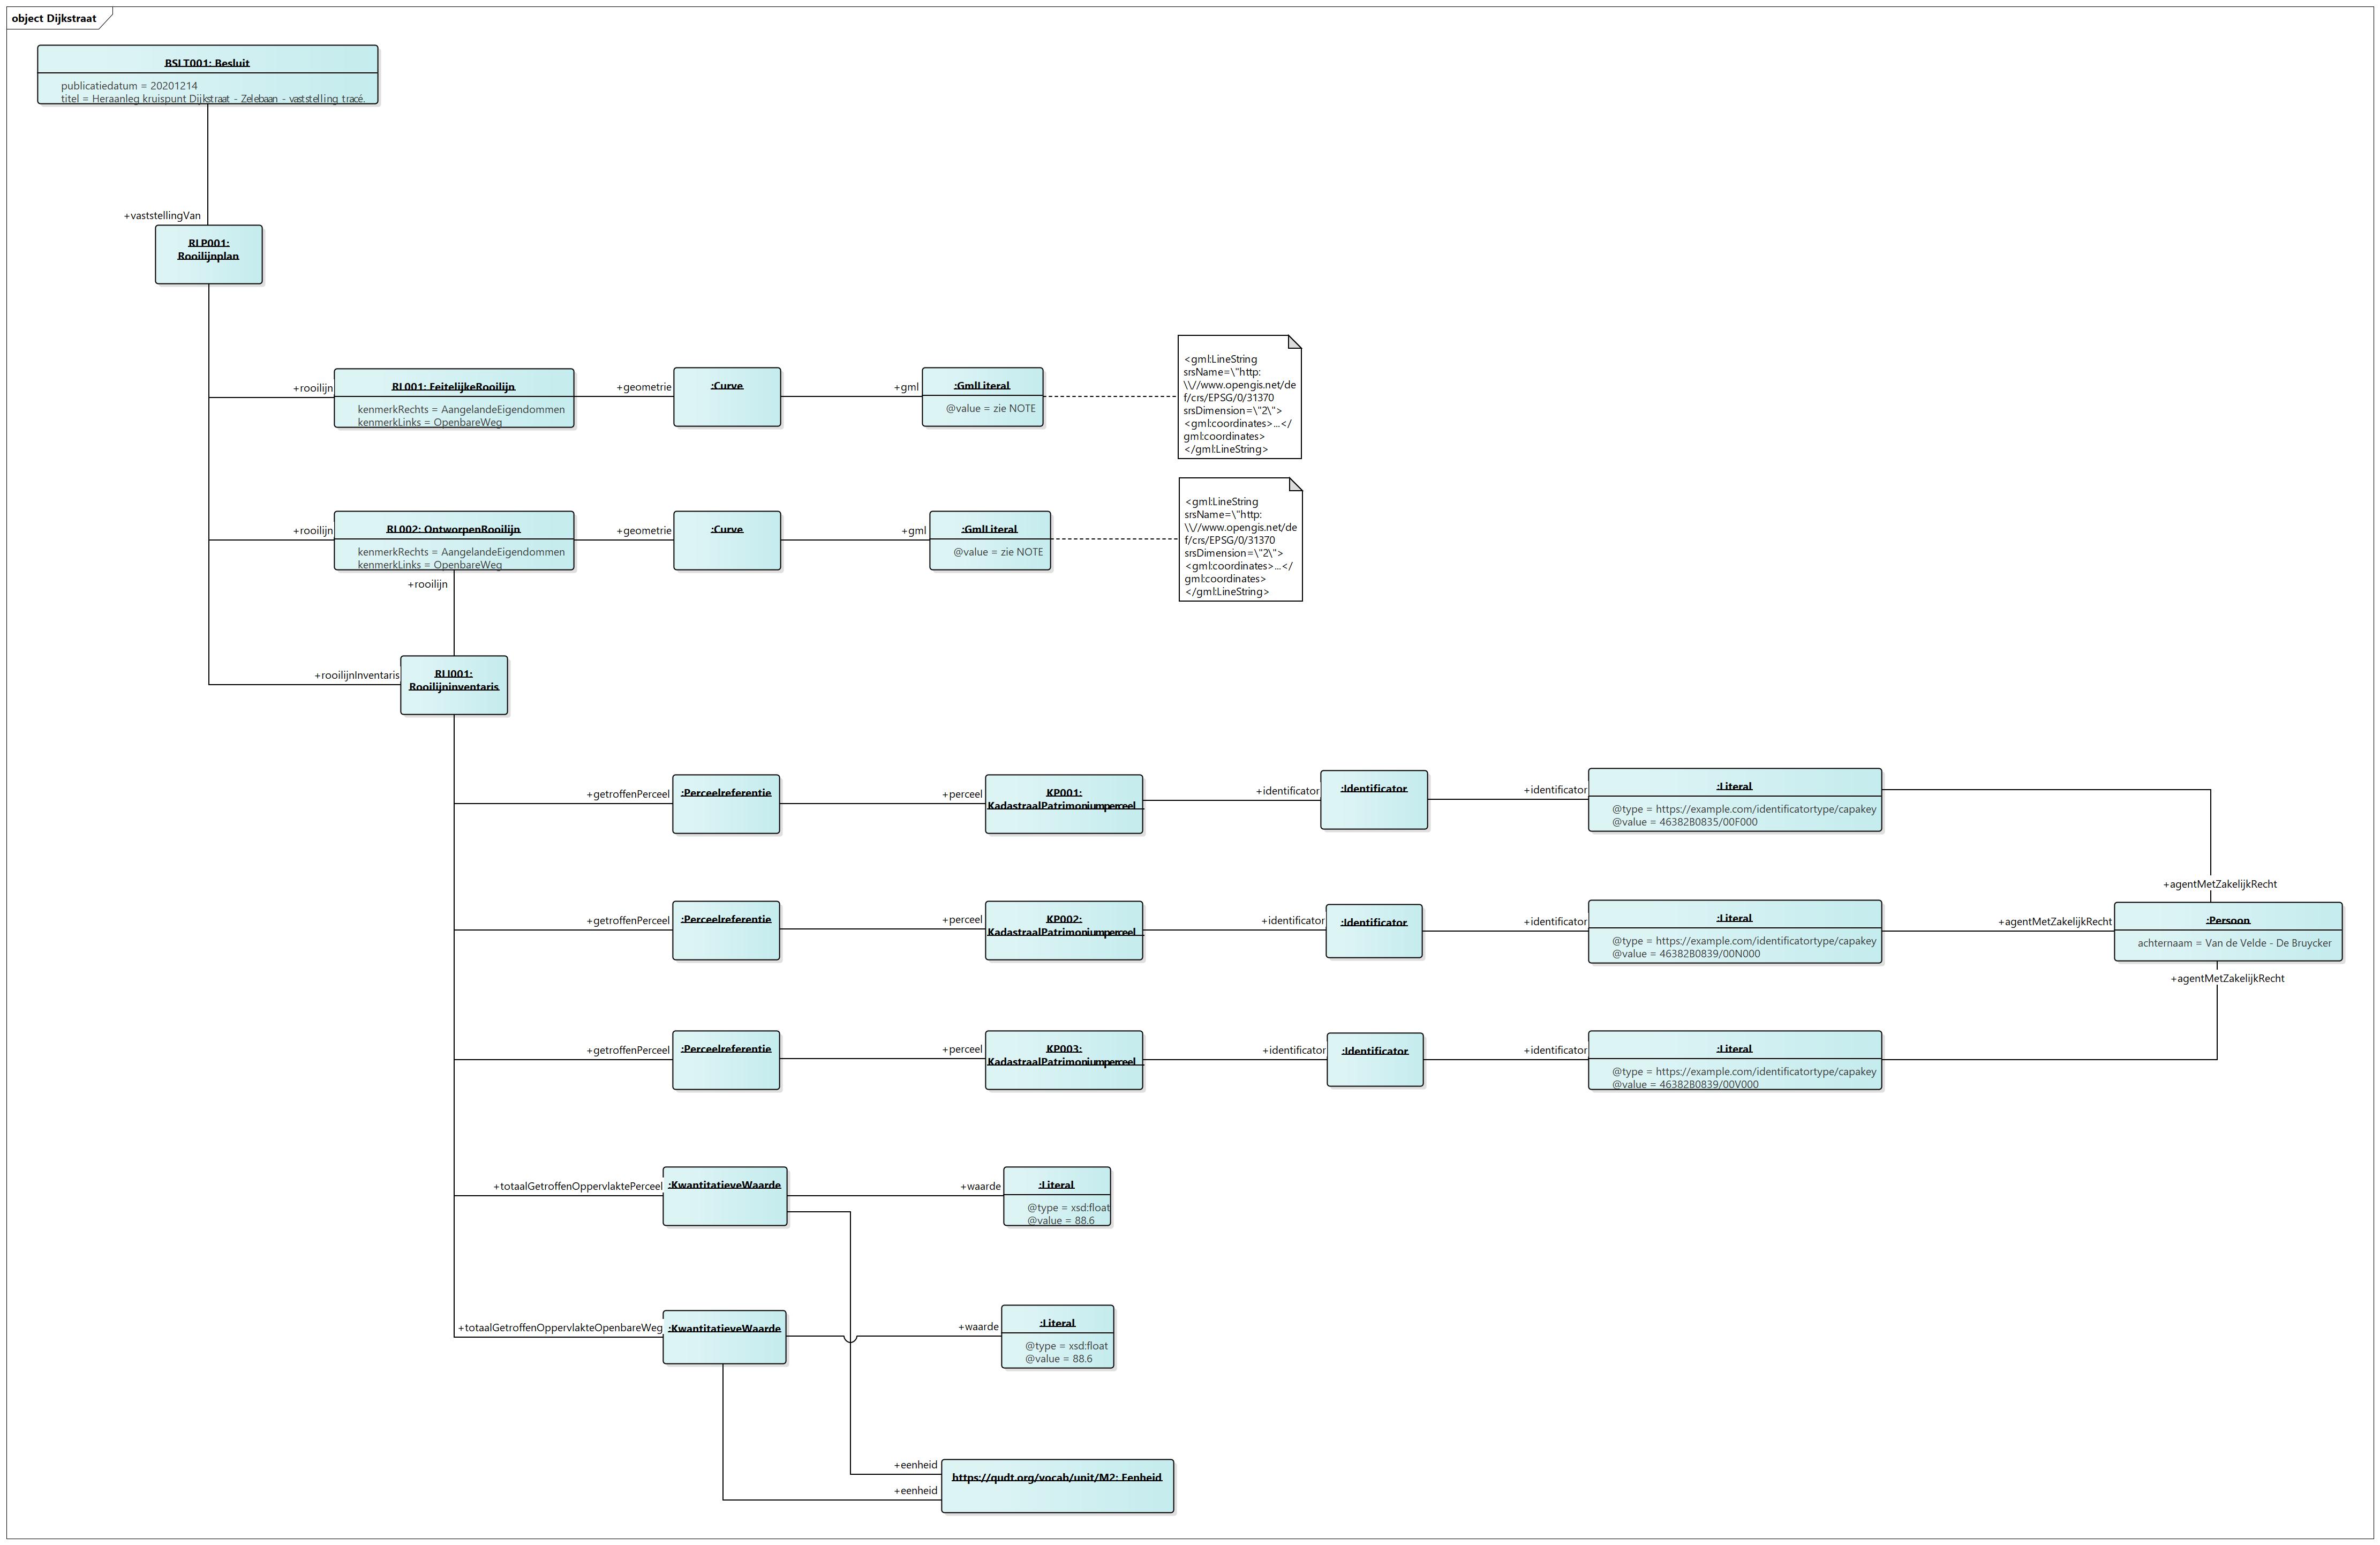 object Dijkstraat
BSLT001: Besluit
publicatiedatum = 20201214
titel = Heraanleg kruispunt Dijkstraat - Zelebaan - vaststelling tracé.
+vaststellingVan
RLP001:
Rooilijnplan
+rooilijn
RL001: FeitelijkeRooilijn
kenmerkRechts = AangelandeEigendommen
kenmerkLinks = OpenbareWeg
+geometrie
:Curve
+gml
:GmlLiteral
@value = zie NOTE
<gml:LineString
srsName=\"http:
\\//www.opengis.net/de
f/crs/EPSG/0/31370
srsDimension=\"2\">
<gml:coordinates>...</
gml:coordinates>
</gml:LineString>
+rooilijn
RL002: OntworpenRooilijn
kenmerkRechts = AangelandeEigendommen
kenmerkLinks = OpenbareWeg
+geometrie
:Curve
+gml
:GmlLiteral
@value = zie NOTE
<gml:LineString
srsName=\"http:
\\//www.opengis.net/de
f/crs/EPSG/0/31370
srsDimension=\"2\">
<gml:coordinates>...</
gml:coordinates>
</gml:LineString>
+rooilijn
+rooilijnInventaris
RLI001:
Rooilijninventaris
+getroffenPerceel
:Perceelreferentie
+perceel
KP001:
KadastraalPatrimoniumperceel
+identificator
:Identificator
+identificator
:Literal
@type = https://example.com/identificatortype/capakey
@value = 46382B0835/00F000
+agentMetZakelijkRecht
+getroffenPerceel
:Perceelreferentie
+perceel
KP002:
KadastraalPatrimoniumperceel
+identificator
:Identificator
+identificator
:Literal
@type = https://example.com/identificatortype/capakey
@value = 46382B0839/00N000
+agentMetZakelijkRecht
:Persoon
achternaam = Van de Velde - De Bruycker
+agentMetZakelijkRecht
+getroffenPerceel
:Perceelreferentie
+perceel
KP003:
KadastraalPatrimoniumperceel
+identificator
:Identificator
+identificator
:Literal
@type = https://example.com/identificatortype/capakey
@value = 46382B0839/00V000
+totaalGetroffenOppervlaktePerceel
:KwantitatieveWaarde
+waarde
:Literal
@type = xsd:float
@value = 88.6
+totaalGetroffenOppervlakteOpenbareWeg
:KwantitatieveWaarde
+waarde
:Literal
@type = xsd:float
@value = 88.6
+eenheid
https://qudt.org/vocab/unit/M2: Eenheid
+eenheid